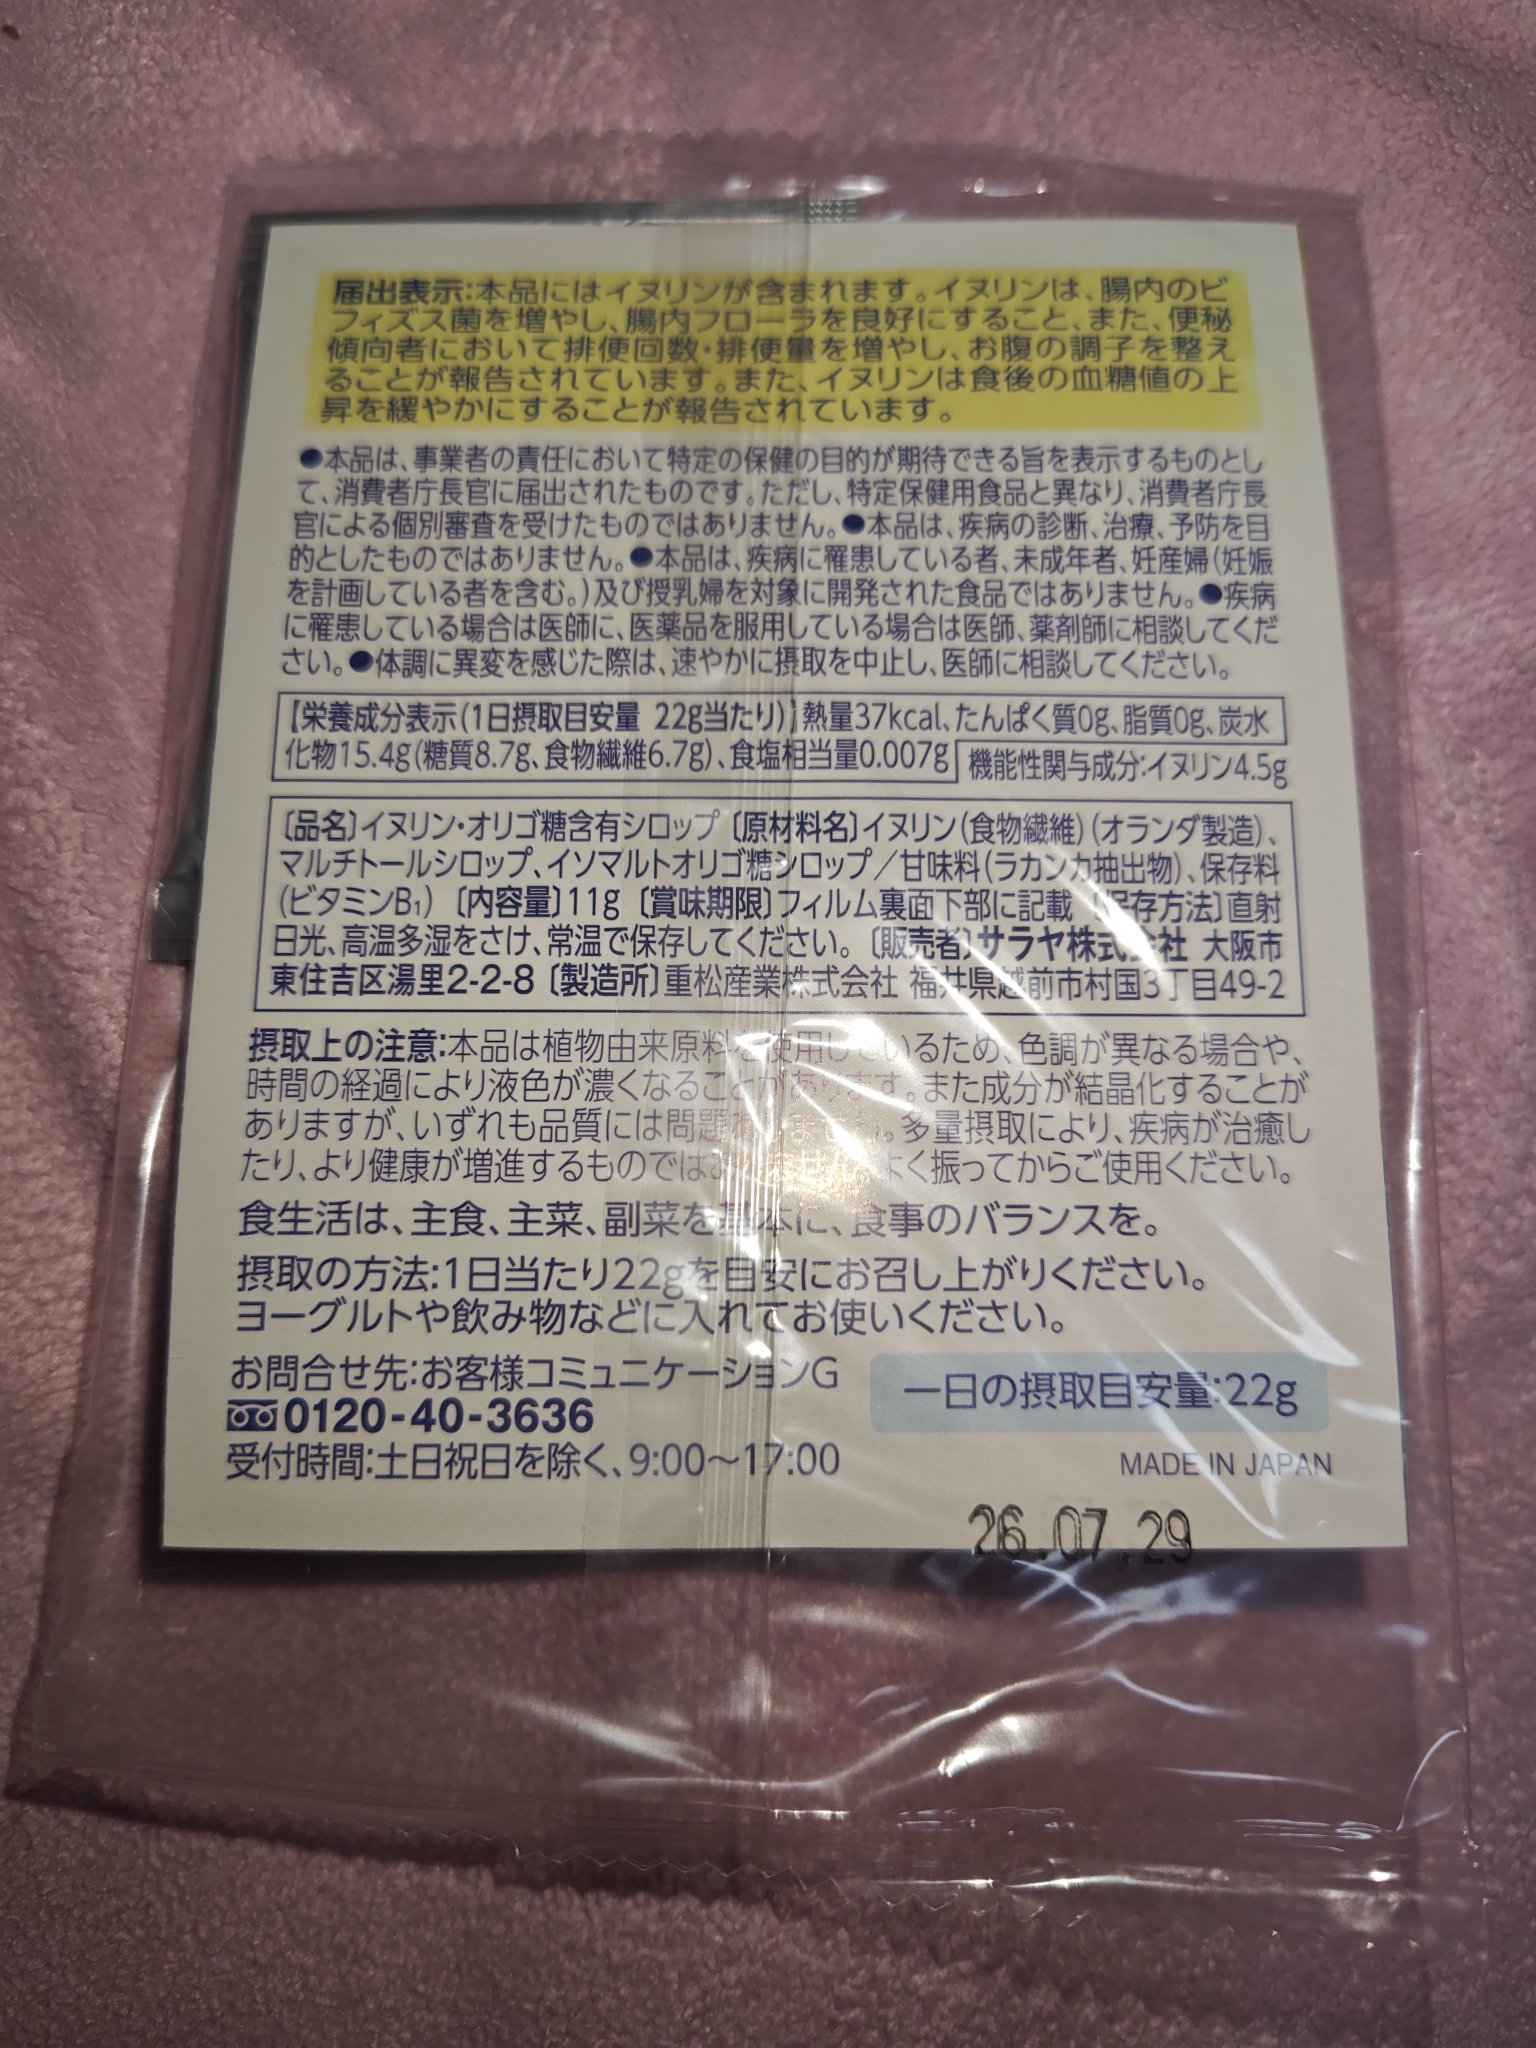 届出表示:本品にはイヌリンが含まれます。イヌリンは、腸内のビ
フィズス菌を増やし、腸内フローラを良好にすること、また、便秘
傾向者において排便回数・排便量を増やし、お腹の調子を整え
ることが報告されています。また、イヌリンは食後の血糖値の上
昇を緩やかにすることが報告されています。
●本品は、事業者の責任において特定の保健の目的が期待できる旨を表示するものとし
て、消費者庁長官に届出されたものです。ただし、特定保健用食品と異なり、消費者庁長
官による個別審査を受けたものではありません。●本品は、疾病の診断、治療、予防を目
的としたものではありません。●本品は、疾病に罹患している者、未成年者、妊産婦(妊娠
を計画している者を含む。)及び授乳婦を対象に開発された食品ではありません。●疾病
に罹患している場合は医師に、医薬品を服用している場合は医師、薬剤師に相談してくだ
さい。●体調に異変を感じた際は、速やかに摂取を中止し、医師に相談してください。
【栄養成分表示(1日摂取目安量 22g当たり)】熱量37kcal、たんぱく質0g、脂質0g、炭水
化物15.4g(糖質8.7g、食物繊維6.7g)、食塩相当量0.007g
機能性関与成分:イヌリン4.5g
〔品名〕イヌリン・オリゴ糖含有シロップ〔原材料名〕イヌリン(食物繊維)(オランダ製造)、
マルチトールシロップ、イソマルトオリゴ糖シロップ/甘味料(ラカンカ抽出物)、保存料
(ビタミンB₁)〔内容量〕11g〔賞味期限〕フィルム裏面下部に記載〔保存方法〕直射
日光、高温多湿をさけ、常温で保存してください。〔販売者〕サラヤ株式会社 大阪市
東住吉区湯里2-2-8〔製造所〕重松産業株式会社 福井県越前市村国3丁目49-2
摂取上の注意:本品は植物由来原料を使用しているため、色調が異なる場合や、
時間の経過により液色が濃くなることがあります。また成分が結晶化することが
ありますが、いずれも品質には問題ありません。多量摂取により、疾病が治癒し
たり、より健康が増進するものではありません。よく振ってからご使用ください。
食生活は、主食、主菜、副菜を基本に、食事のバランスを。
摂取の方法:1日当たり22gを目安にお召し上がりください。
ヨーグルトや飲み物などに入れてお使いください。
お問合せ先:お客様コミュニケーションG
0120-40-3636
受付時間:土日祝日を除く、9:00〜17:00
一日の摂取目安量:22g
MADE IN JAPAN
26.07.29